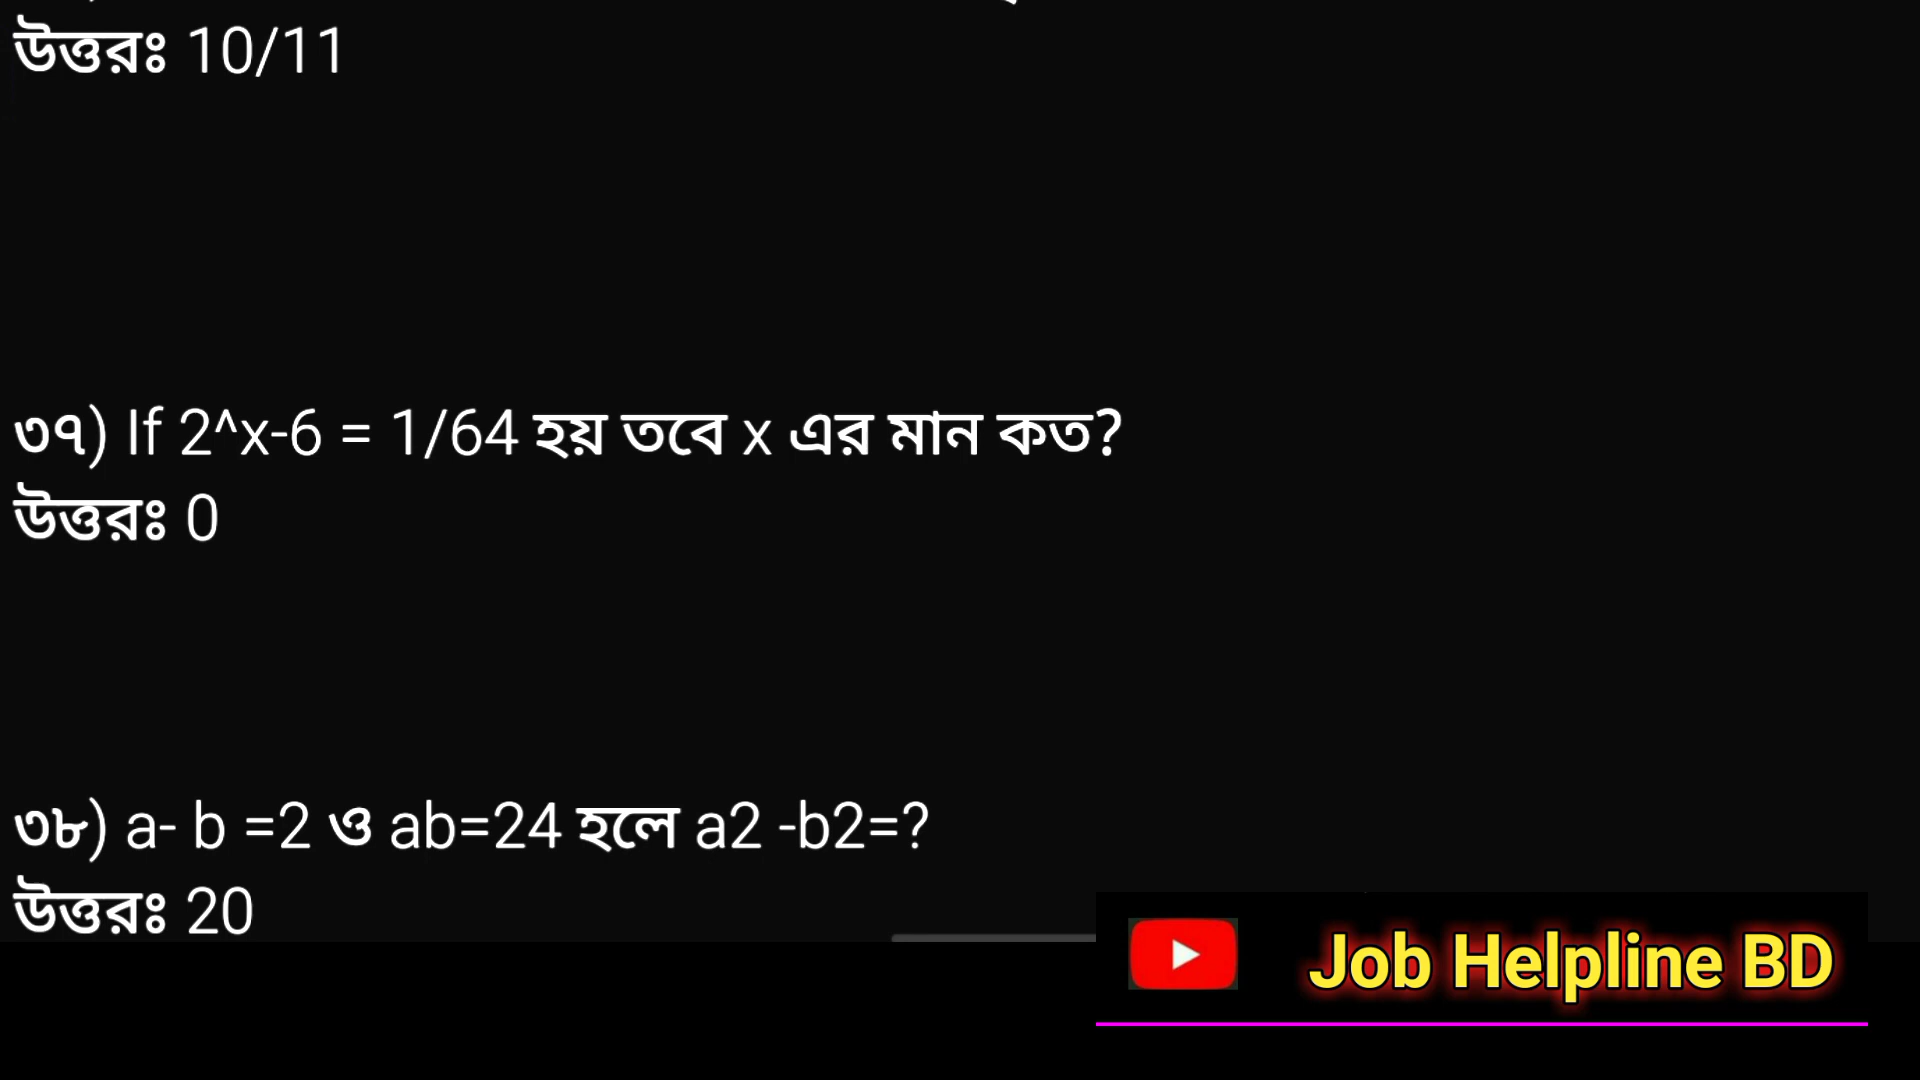 উত্তরঃ 10/11
৩৭) If 2^x-6 = 1/64 হয় তবে x এর মান কত?
উত্তরঃ 0
৩৮) a- b =2 ও ab=24 হলে a2 -b2=?
উত্তরঃ 20
Job Helpline BD